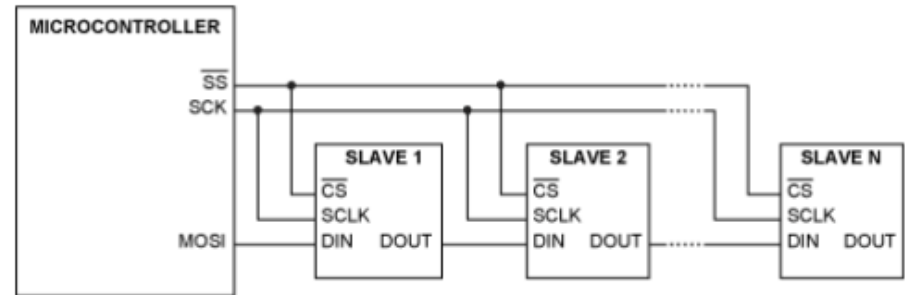 MICROCONTROLLER
SS
SCK
MOSI
SLAVE 1
CS
SCLK
DIN DOUT
SLAVE 2
CS
SCLK
DIN DOUT
SLAVE N
CS
SCLK
DIN DOUT